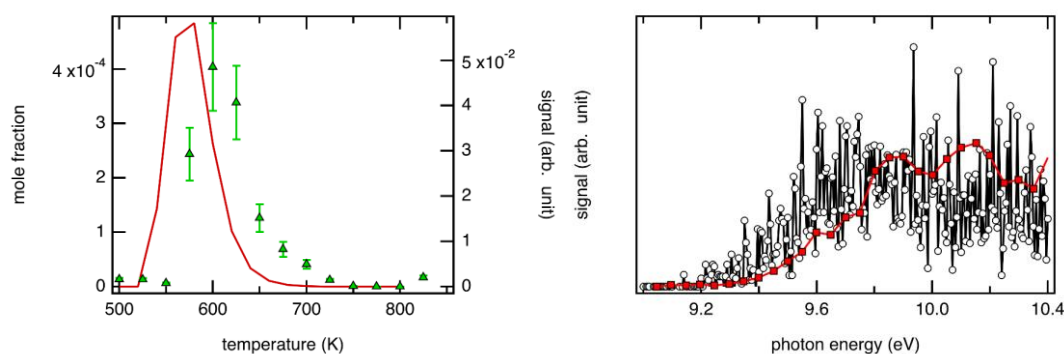 4 x10⁻⁴
3
2
1
0
mole fraction
500
600
700
800
temperature (K)
5 x10⁻²
4
3
2
1
0
signal (arb. unit)
signal (arb. unit)
9.2
9.6
10.0
10.4
photon energy (eV)